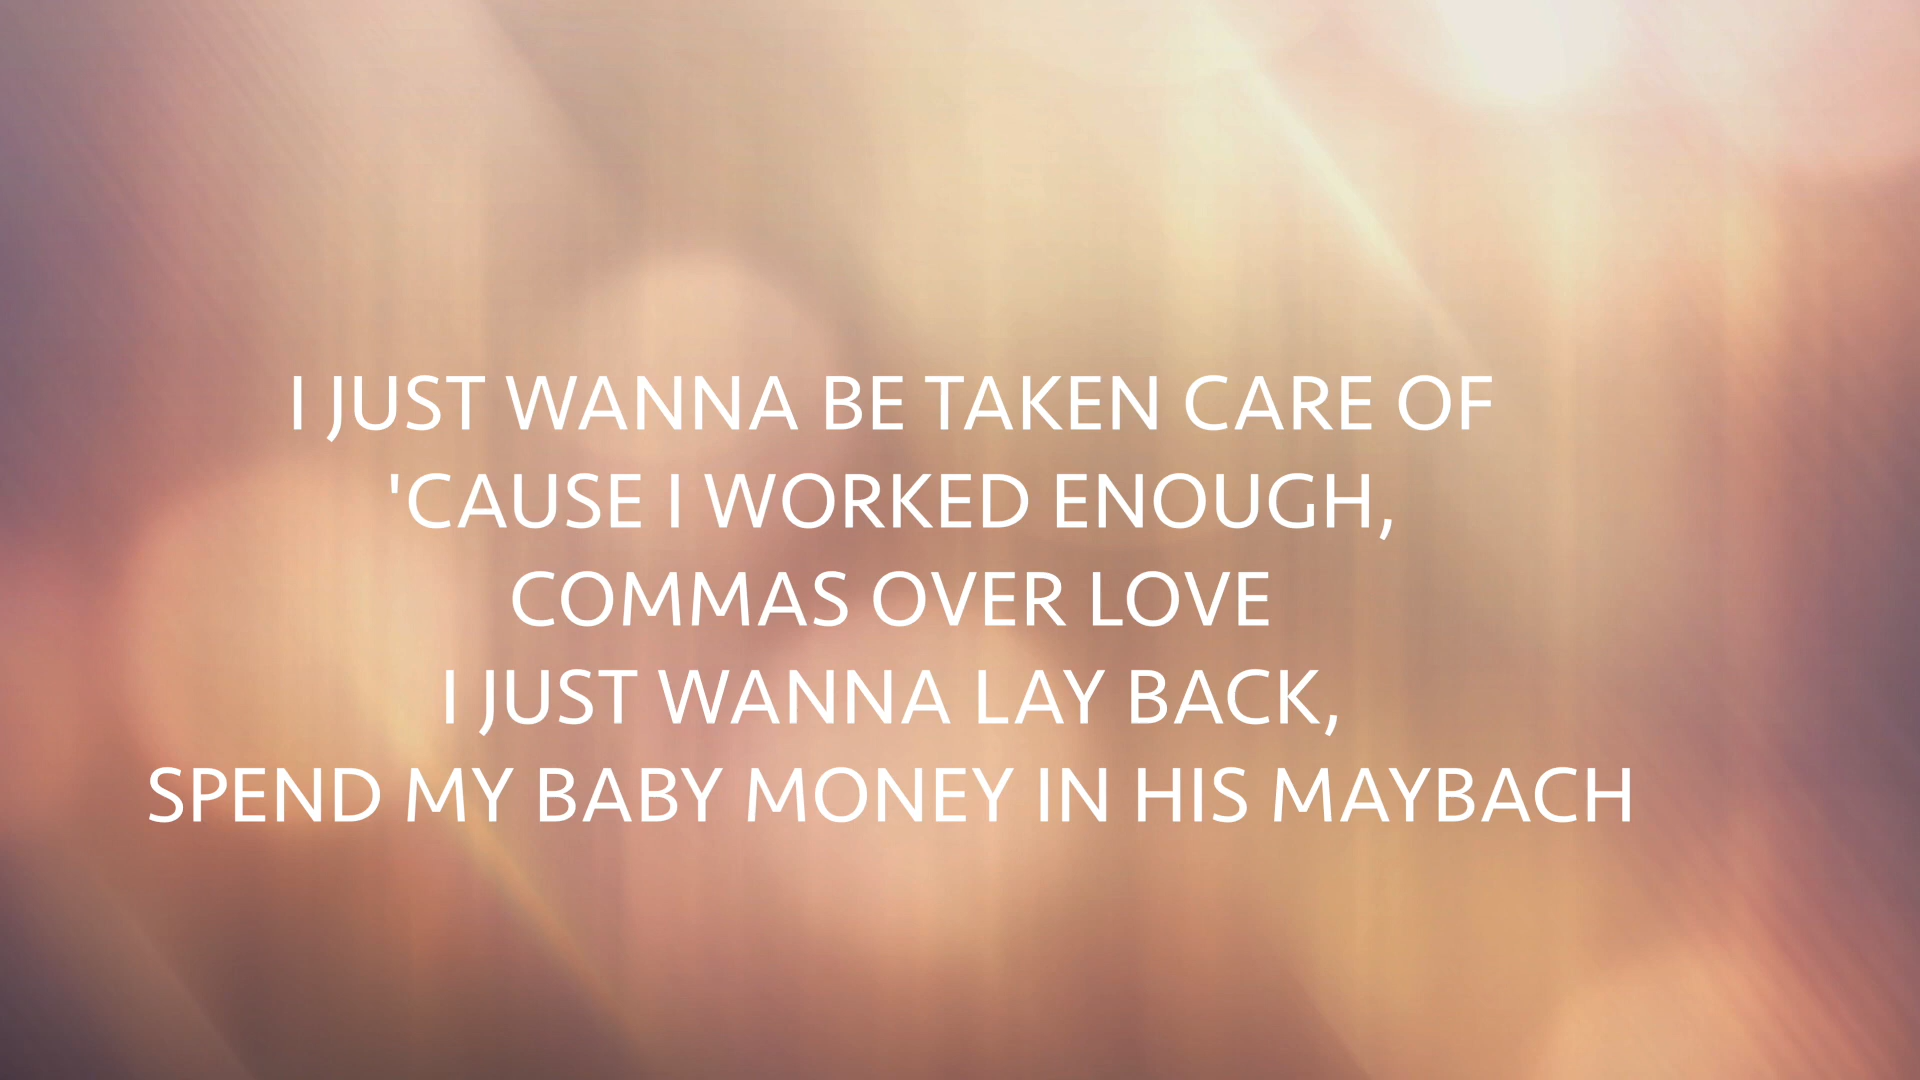 I JUST WANNA BE TAKEN CARE OF
'CAUSE I WORKED ENOUGH,
COMMAS OVER LOVE
I JUST WANNA LAY BACK,
SPEND MY BABY MONEY IN HIS MAYBACH